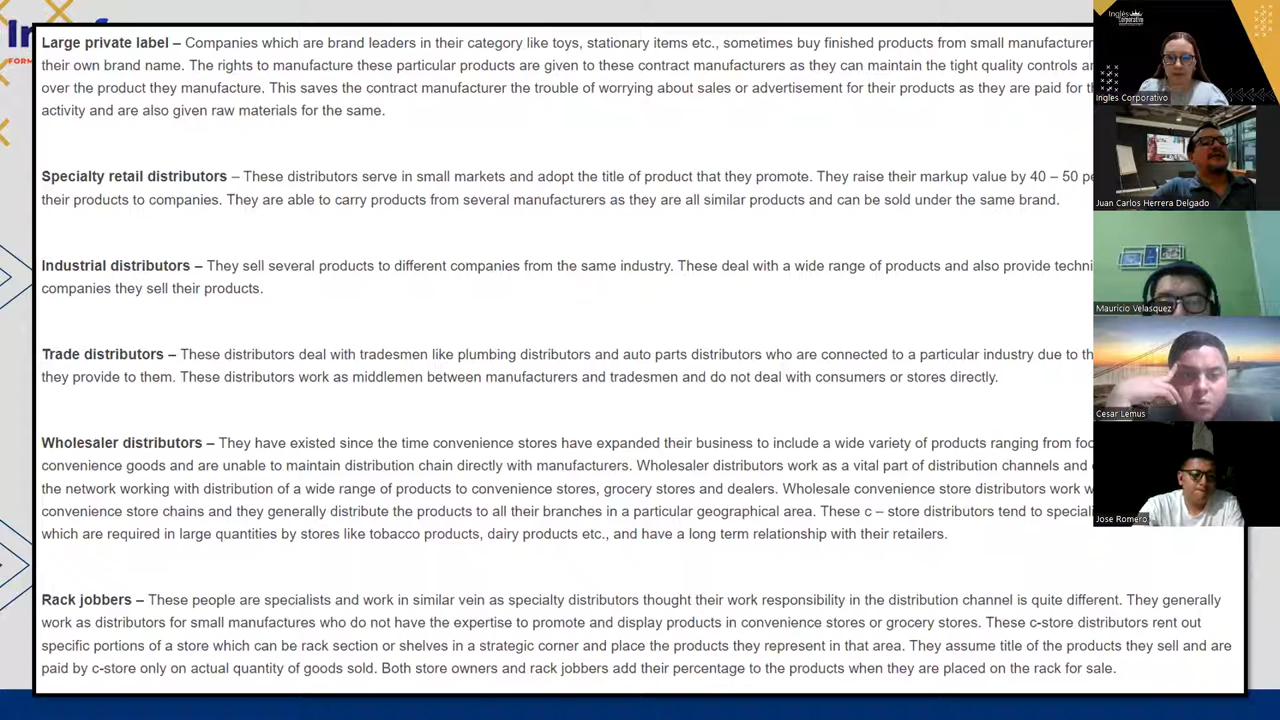 Large private label – Companies which are brand leaders in their category like toys, stationary items etc., sometimes buy finished products from small manufacturer
their own brand name. The rights to manufacture these particular products are given to these contract manufacturers as they can maintain the tight quality controls
over the product they manufacture. This saves the contract manufacturer the trouble of worrying about sales or advertisement for their products as they are paid for
activity and are also given raw materials for the same.
Specialty retail distributors – These distributors serve in small markets and adopt the title of product that they promote. They raise their markup value by 40 – 50
their products to companies. They are able to carry products from several manufacturers as they are all similar products and can be sold under the same brand.
Industrial distributors – They sell several products to different companies from the same industry. These deal with a wide range of products and also provide techni
companies they sell their products.
Trade distributors – These distributors deal with tradesmen like plumbing distributors and auto parts distributors who are connected to a particular industry due to
they provide to them. These distributors work as middlemen between manufacturers and tradesmen and do not deal with consumers or stores directly.
Wholesaler distributors – They have existed since the time convenience stores have expanded their business to include a wide variety of products ranging from
convenience goods and are unable to maintain distribution chain directly with manufacturers. Wholesaler distributors work as a vital part of distribution channels and
the network working with distribution of a wide range of products to convenience stores, grocery stores and dealers. Wholesale convenience store distributors work
convenience store chains and they generally distribute the products to all their branches in a particular geographical area. These c – store distributors tend to speciali
which are required in large quantities by stores like tobacco products, dairy products etc., and have a long term relationship with their retailers.
Rack jobbers – These people are specialists and work in similar vein as specialty distributors thought their work responsibility in the distribution channel is quite different. They generally
work as distributors for small manufactures who do not have the expertise to promote and display products in convenience stores or grocery stores. These c-store distributors rent out
specific portions of a store which can be rack section or shelves in a strategic corner and place the products they represent in that area. They assume title of the products they sell and are
paid by c-store only on actual quantity of goods sold. Both store owners and rack jobbers add their percentage to the products when they are placed on the rack for sale.
Inglés
Corporativo
Ingles Corporativo
Juan Carlos Herrera Delgado
Mauricio Velasquez
Cesar Lemus
Jose Romero